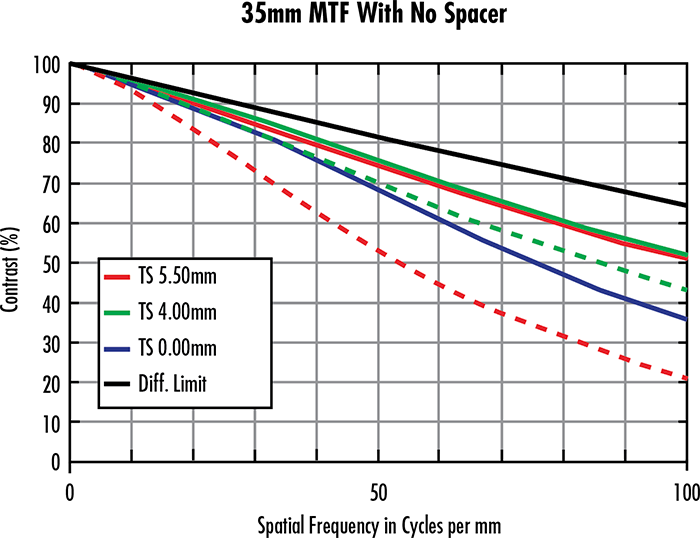 35mm MTF With No Spacer
Contrast (%)
100
90
80
70
60
50
40
30
20
10
0
TS 5.50mm
TS 4.00mm
TS 0.00mm
Diff. Limit
0
50
100
Spatial Frequency in Cycles per mm